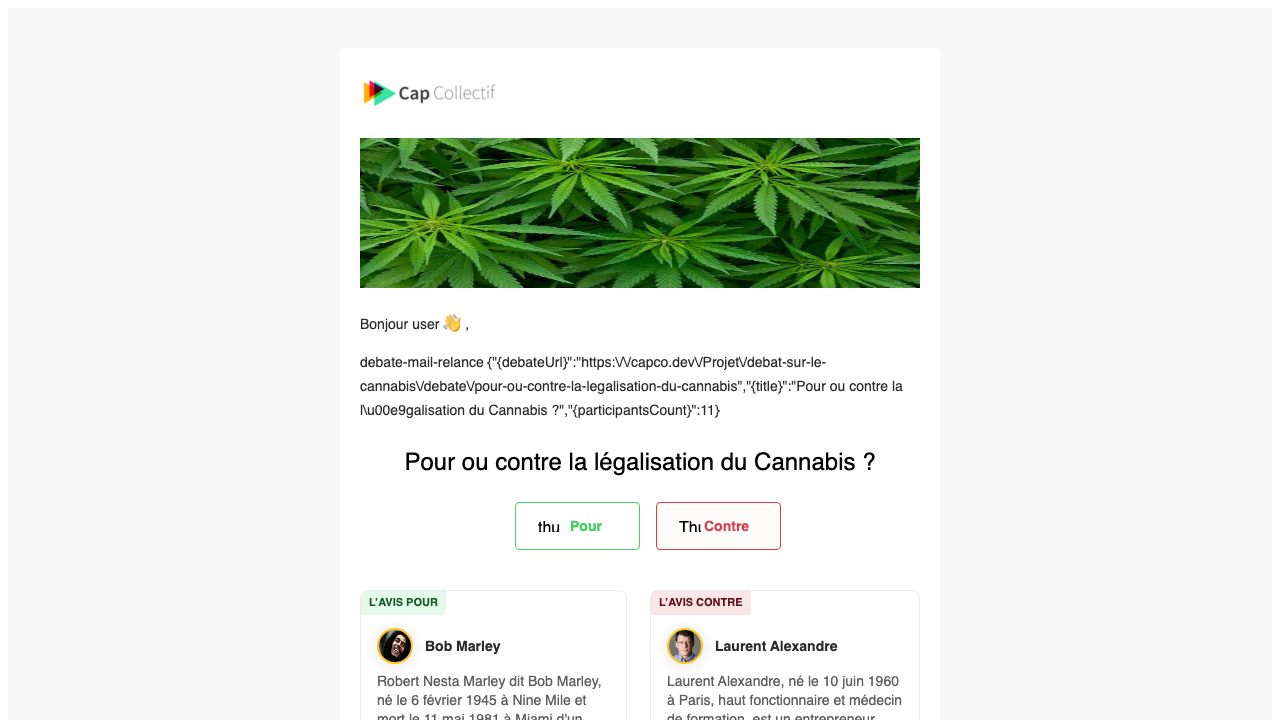 Cap Collectif
Bonjour user 👋 ,
debate-mail-relance {"{debateUrl}":"https:\/\/capco.dev\/Projet\/debat-sur-le-
cannabis\/debate\/pour-ou-contre-la-legalisation-du-cannabis","{title}":"Pour ou contre la
l\u00e9galisation du Cannabis ?","{participantsCount}":11}
Pour ou contre la légalisation du Cannabis ?
thu Pour
Thu Contre
L'AVIS POUR
Bob Marley
Robert Nesta Marley dit Bob Marley,
né le 6 février 1945 à Nine Mile et
mort le 11 mai 1981 à Miami d'un
L'AVIS CONTRE
Laurent Alexandre
Laurent Alexandre, né le 10 juin 1960
à Paris, haut fonctionnaire et médecin
de formation, est un entrepreneur